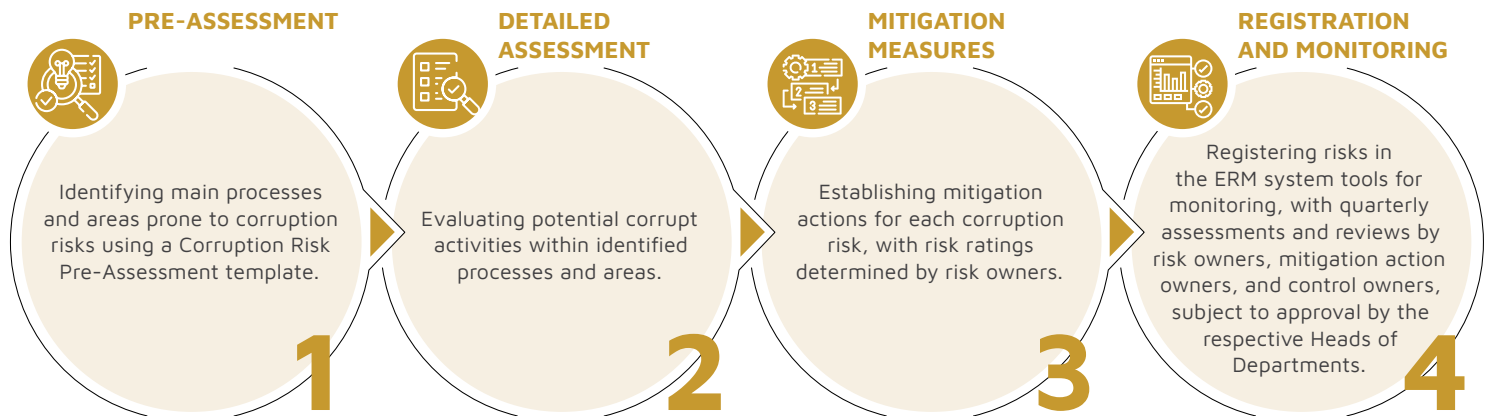 PRE-ASSESSMENT
Identifying main processes
and areas prone to corruption
risks using a Corruption Risk
Pre-Assessment template.
1
DETAILED
ASSESSMENT
Evaluating potential corrupt
activities within identified
processes and areas.
2
MITIGATION
MEASURES
1
2
3
Establishing mitigation
actions for each corruption
risk, with risk ratings
determined by risk owners.
3
REGISTRATION
AND MONITORING
Registering risks in
the ERM system tools for
monitoring, with quarterly
assessments and reviews by
risk owners, mitigation action
owners, and control owners,
subject to approval by the
respective Heads of
Departments.
4